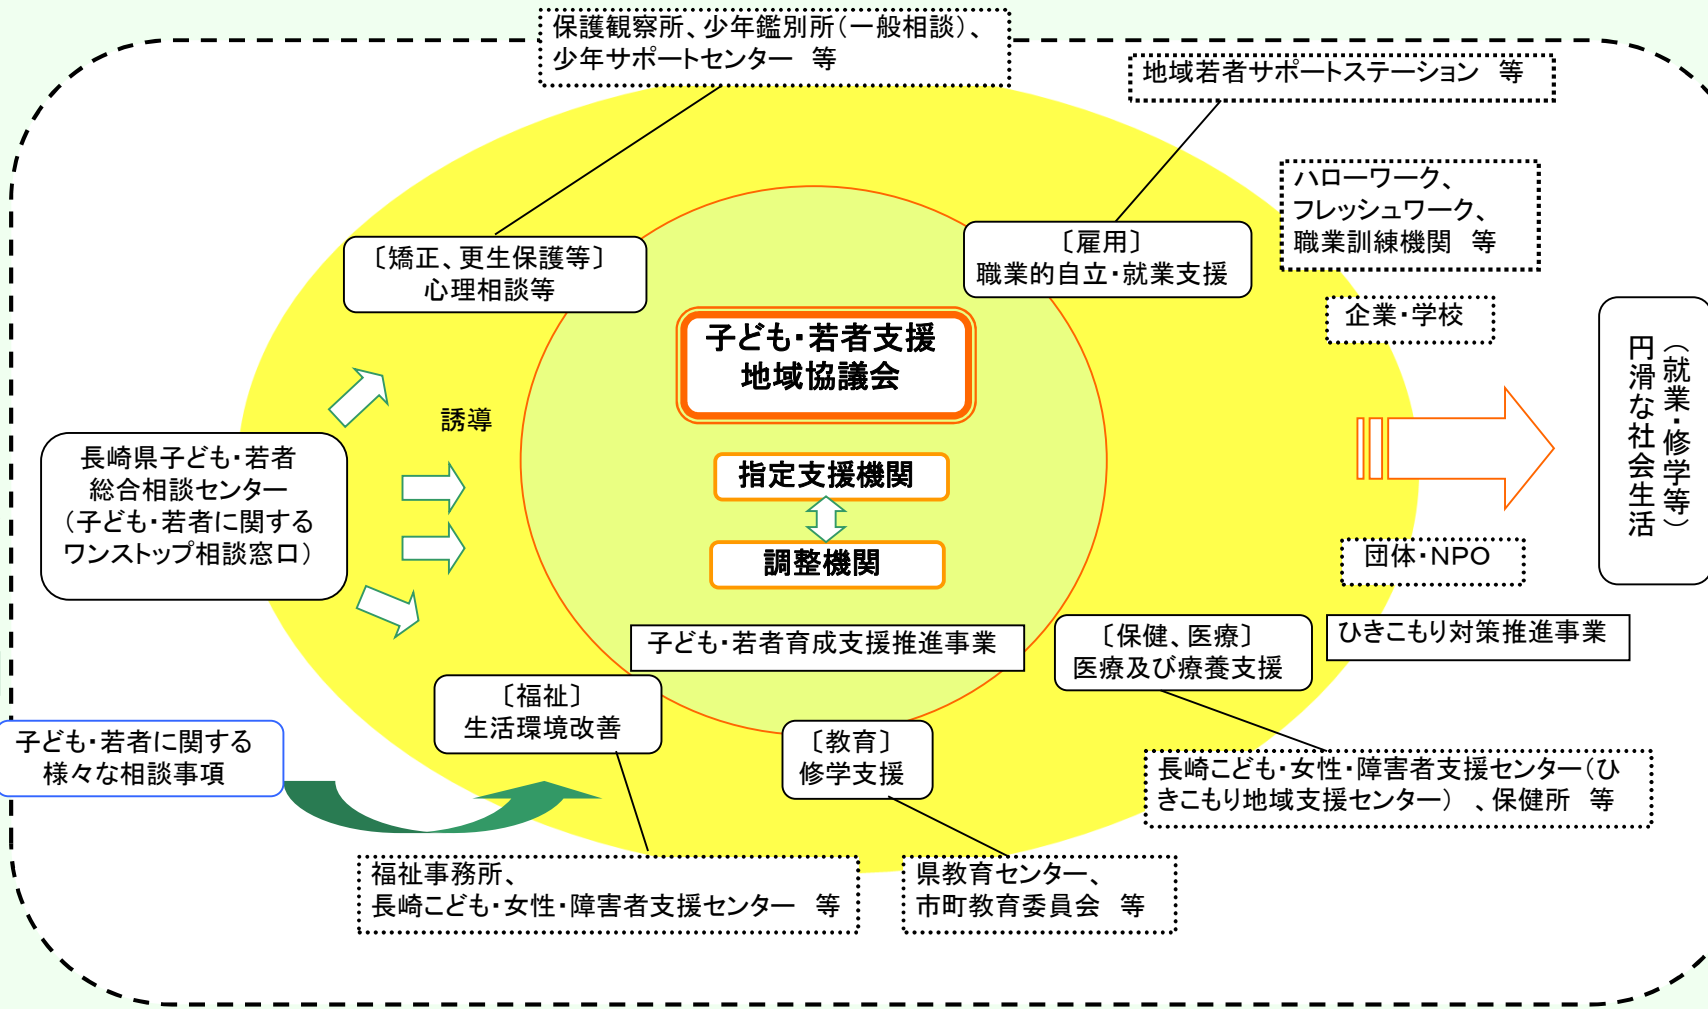 保護観察所、少年鑑別所（一般相談）、
少年サポートセンター　等
地域若者サポートステーション　等
ハローワーク、
フレッシュワーク、
職業訓練機関　等
〔矯正、更生保護等〕
心理相談等
〔雇用〕
職業的自立・就業支援
企業・学校
子ども・若者支援
地域協議会
（就業・修学等）
円滑な社会生活
誘導
長崎県子ども・若者
総合相談センター
（子ども・若者に関する
ワンストップ相談窓口）
指定支援機関
調整機関
団体・NPO
子ども・若者育成支援推進事業
〔保健、医療〕
医療及び療養支援
ひきこもり対策推進事業
〔福祉〕
生活環境改善
〔教育〕
修学支援
子ども・若者に関する
様々な相談事項
長崎こども・女性・障害者支援センター（ひ
きこもり地域支援センター）　、保健所　等
福祉事務所、
長崎こども・女性・障害者支援センター　等
県教育センター、
市町教育委員会　等